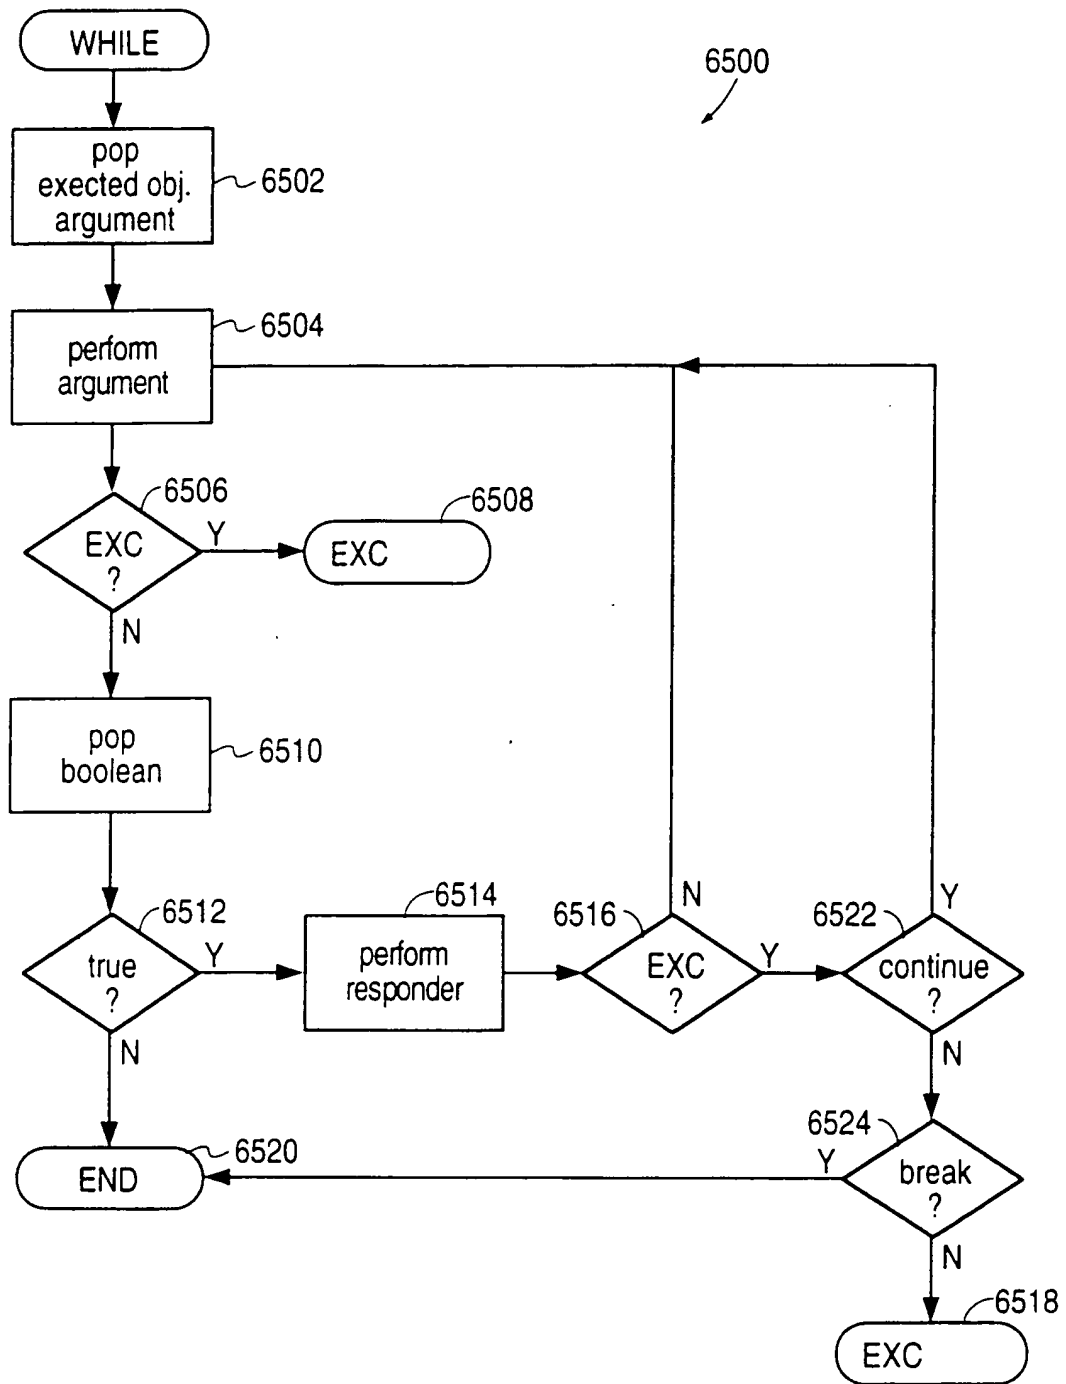 WHILE
6500
pop
exected obj.
argument
6502
perform
argument
6504
EXC
?
6506
Y
N
EXC
6508
pop
boolean
6510
true
?
6512
Y
N
perform
responder
6514
EXC
?
6516
N
Y
continue
?
6522
Y
N
break
?
6524
Y
N
END
6520
EXC
6518